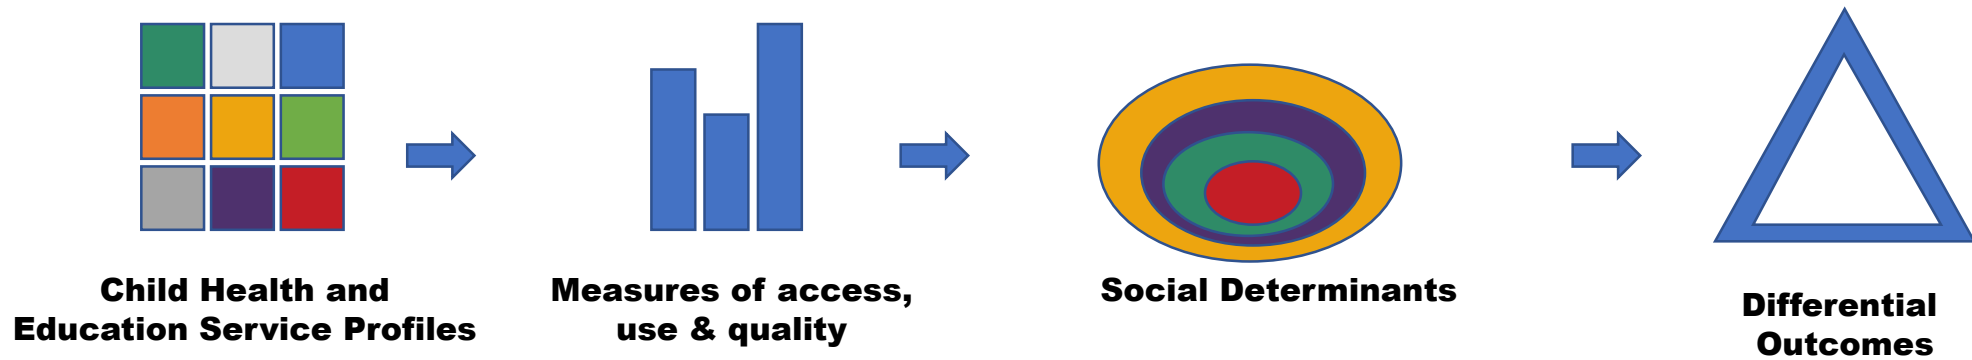 Child Health and
Education Service Profiles
Measures of access,
use & quality
Social Determinants
Differential
Outcomes